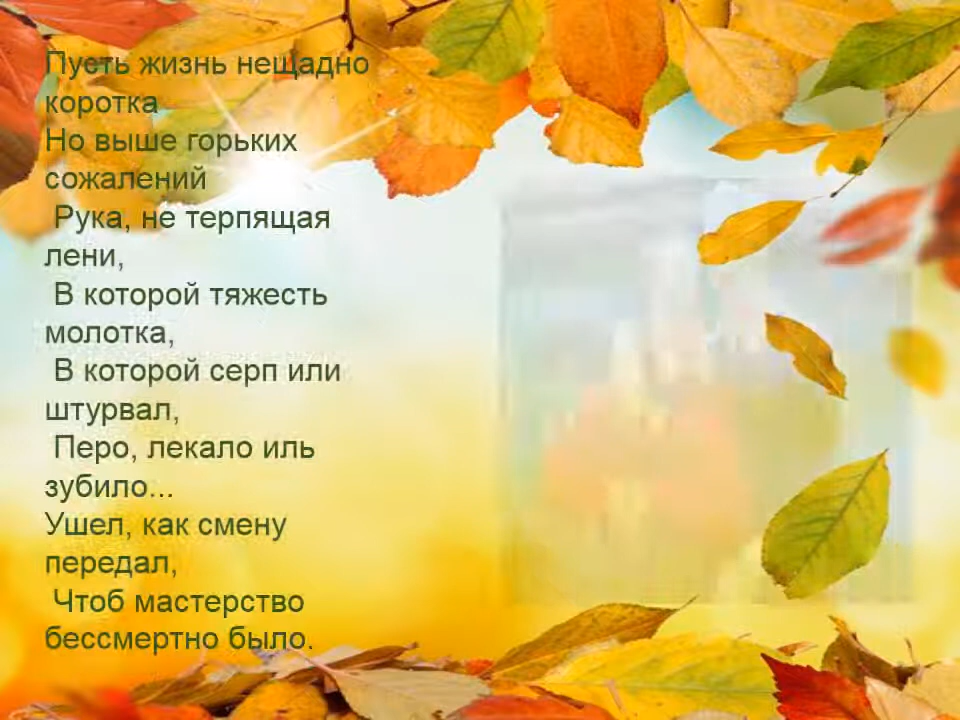 Пусть жизнь нещадно
коротка
Но выше горьких
сожалений
Рука, не терпящая
лени,
В которой тяжесть
молотка,
В которой серп или
штурвал,
Перо, лекало иль
зубило...
Ушел, как смену
передал,
Чтоб мастерство
бессмертно было.